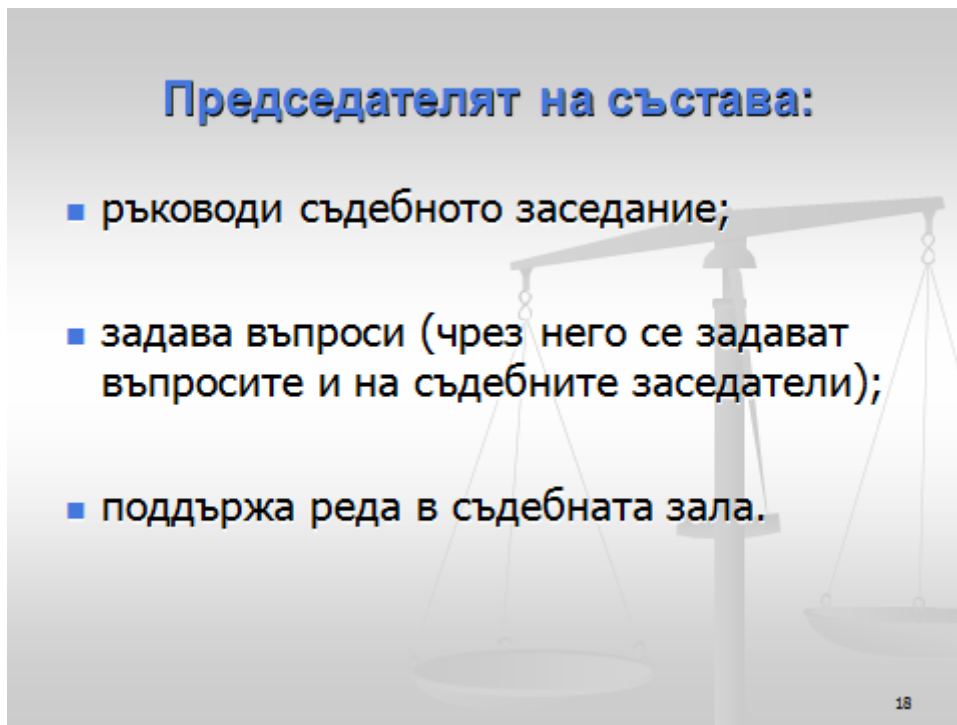 Председателят на състава:
ръководи съдебното заседание;
задава въпроси (чрез него се задават
въпросите и на съдебните заседатели);
поддържа реда в съдебната зала.
18